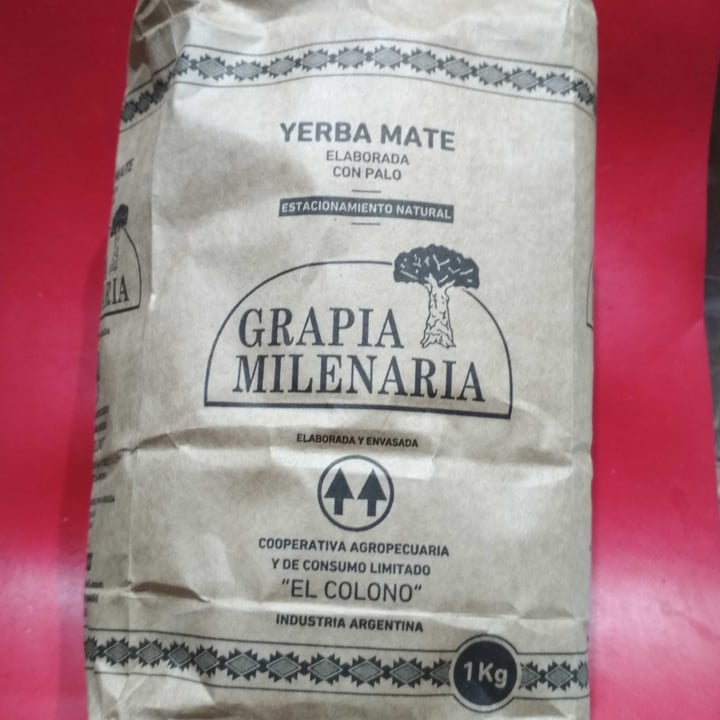 YERBA MATE
ELABORADA
CON PALO
ESTACIONAMIENTO NATURAL
GRAPIA
MILENARIA
ELABORADA Y ENVASADA
COOPERATIVA AGROPECUARIA
Y DE CONSUMO LIMITADO
"EL COLONO"
INDUSTRIA ARGENTINA
1Kg